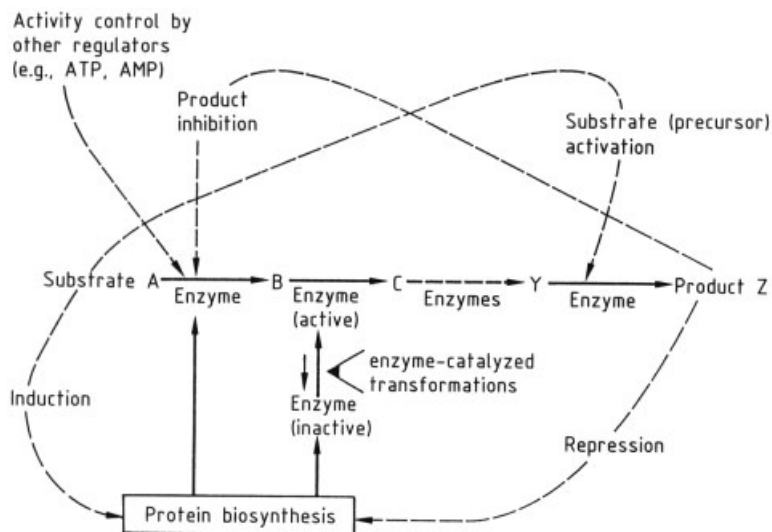 Activity control by
other regulators
(e.g., ATP, AMP)
Product
inhibition
Substrate (precursor)
activation
Substrate A
B
C
Y
Product Z
Enzyme
Enzyme
(active)
Enzymes
Enzyme
enzyme-catalyzed
transformations
Induction
Enzyme
(inactive)
Repression
Protein biosynthesis